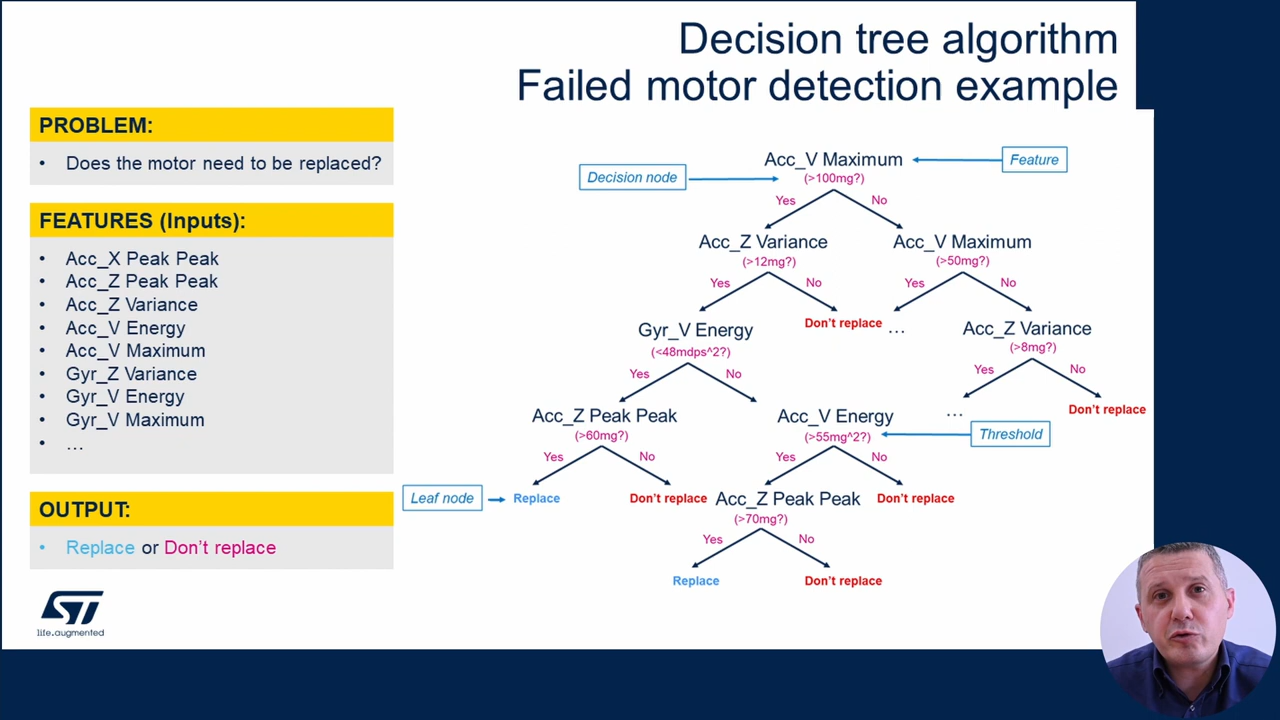 Decision tree algorithm
Failed motor detection example
PROBLEM:
• Does the motor need to be replaced?
FEATURES (Inputs):
• Acc_X Peak Peak
• Acc_Z Peak Peak
• Acc_Z Variance
• Acc_V Energy
• Acc_V Maximum
• Gyr_Z Variance
• Gyr_V Energy
• Gyr_V Maximum
• …
OUTPUT:
• Replace or Don't replace
ST
life.augmented
Acc_V Maximum
Feature
Decision node
(>100mg?)
Yes No
Acc_Z Variance Acc_V Maximum
(>12mg?) (>50mg?)
Yes No Yes No
Gyr_V Energy Don't replace … Acc_Z Variance
(<48mdps^2?) (>8mg?)
Yes No Yes No
Acc_Z Peak Peak Acc_V Energy … Don't replace
(>60mg?) (>55mg^2?) Threshold
Yes No Yes No
Leaf node Replace Don't replace Acc_Z Peak Peak Don't replace
(>70mg?)
Yes No
Replace Don't replace